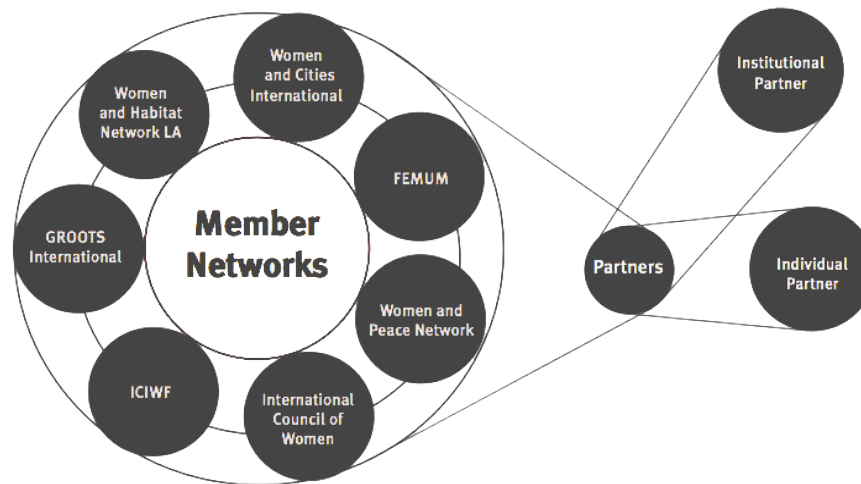 Women
and Cities
International
Women
and Habitat
Network LA
FEMUM
GROOTS
International
Member
Networks
Women and
Peace Network
ICIWF
International
Council of
Women
Partners
Institutional
Partner
Individual
Partner